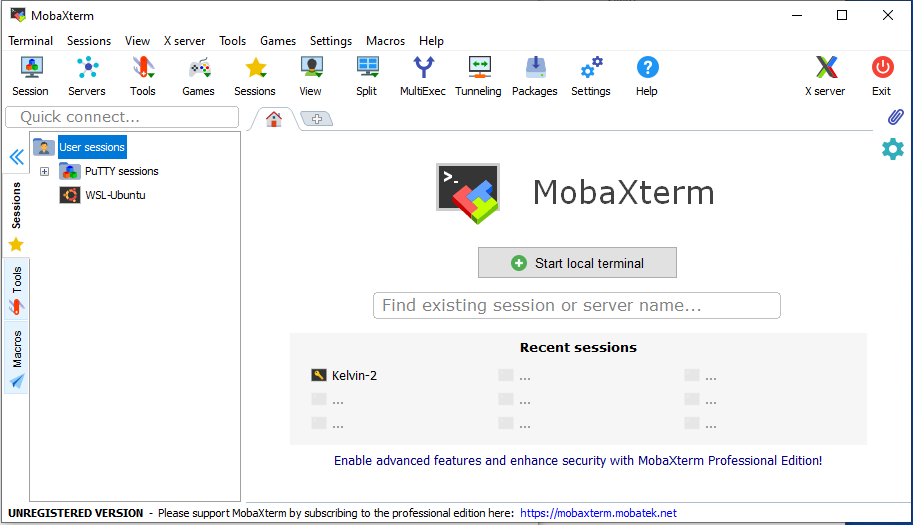 MobaXterm
Terminal Sessions View X server Tools Games Settings Macros Help
Session Servers Tools Games Sessions View Split MultiExec Tunneling Packages Settings Help X server Exit
Quick connect...
User sessions
PuTTY sessions
WSL-Ubuntu
Sessions
Tools
Macros
>_
MobaXterm
Start local terminal
Find existing session or server name...
Recent sessions
Kelvin-2 ... ...
... ... ...
... ... ...
Enable advanced features and enhance security with MobaXterm Professional Edition!
UNREGISTERED VERSION - Please support MobaXterm by subscribing to the professional edition here: https://mobaxterm.mobatek.net